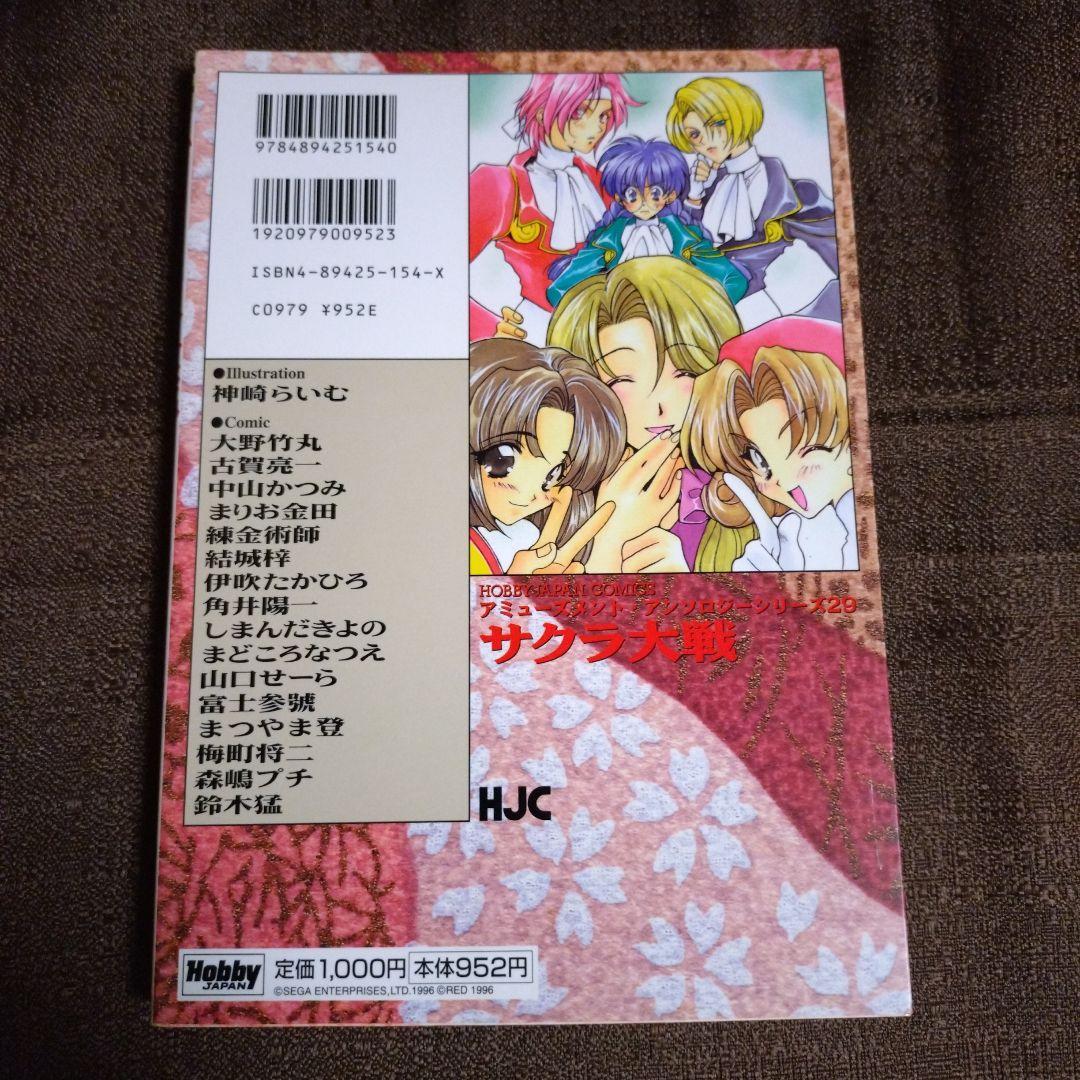 9784894251540
1920979009523
ISBN4-89425-154-X
C0979 ¥952E
●Illustration
神崎らいむ
●Comic
大野竹丸
古賀亮一
中山かつみ
まりお金田
練金術師
結城梓
伊吹たかひろ
角井陽一
しまんだきよの
まどころなつえ
山口せーら
富士参號
まつやま登
梅町将二
森嶋プチ
鈴木猛
HOBBY JAPAN COMICS
アミューズメント アンソロジーシリーズ29
サクラ大戦
HJC
Hobby JAPAN 定価1,000円 本体952円
©SEGA ENTERPRISES,LTD.1996 ©RED 1996